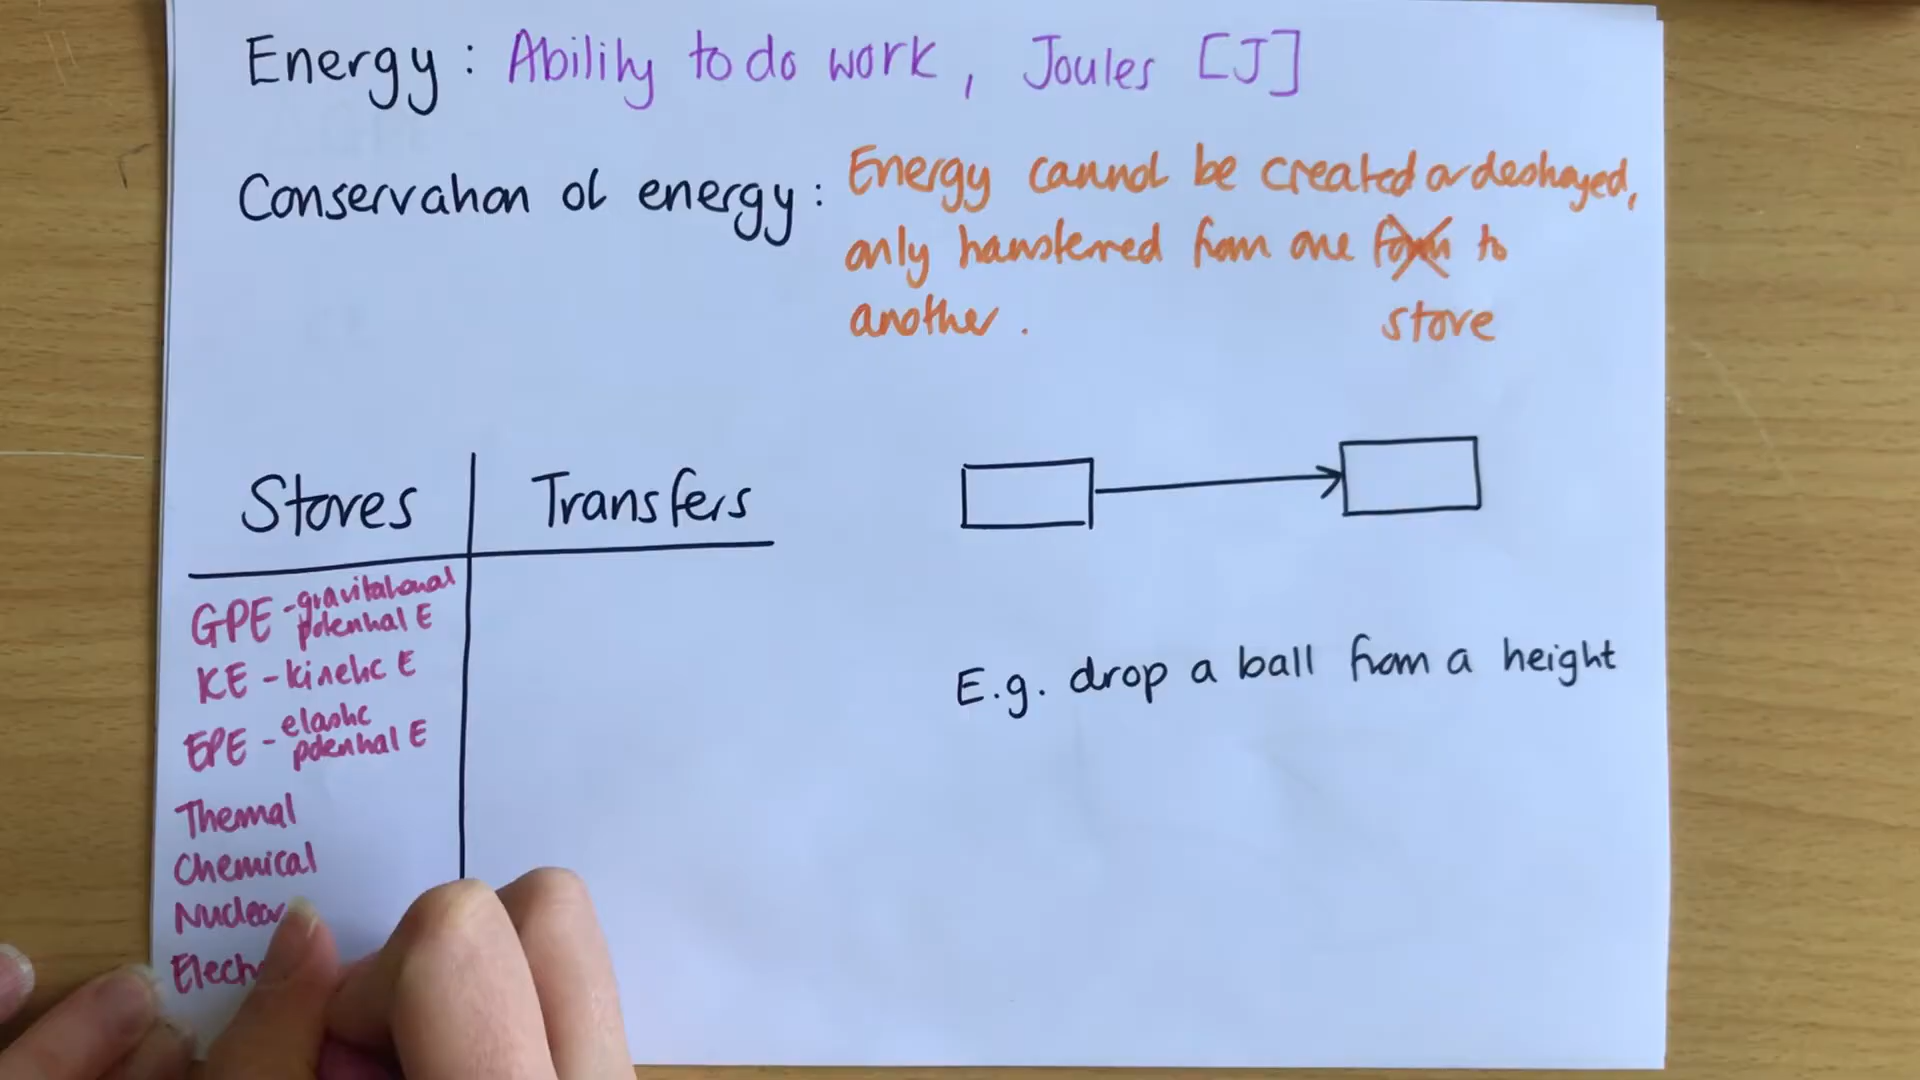 Energy : Ability to do work, Joules [J]
Conservation of energy : Energy cannot be created or destroyed,
only transferred from one form to
another. store
Stores Transfers
GPE - gravitational
potential E
KE - kinetic E
EPE - elastic
potential E
Thermal
Chemical
Nuclear
E.g. drop a ball from a height